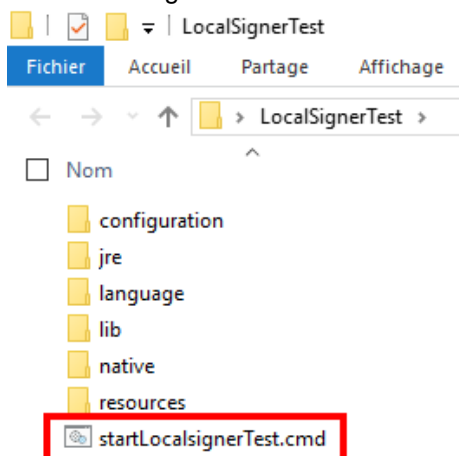 LocalSignerTest
Fichier Accueil Partage Affichage
LocalSignerTest
Nom
configuration
jre
language
lib
native
resources
startLocalsignerTest.cmd